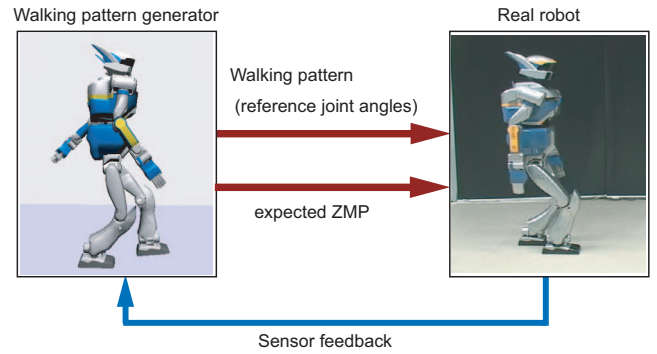 Walking pattern generator
Real robot
Walking pattern
(reference joint angles)
expected ZMP
Sensor feedback